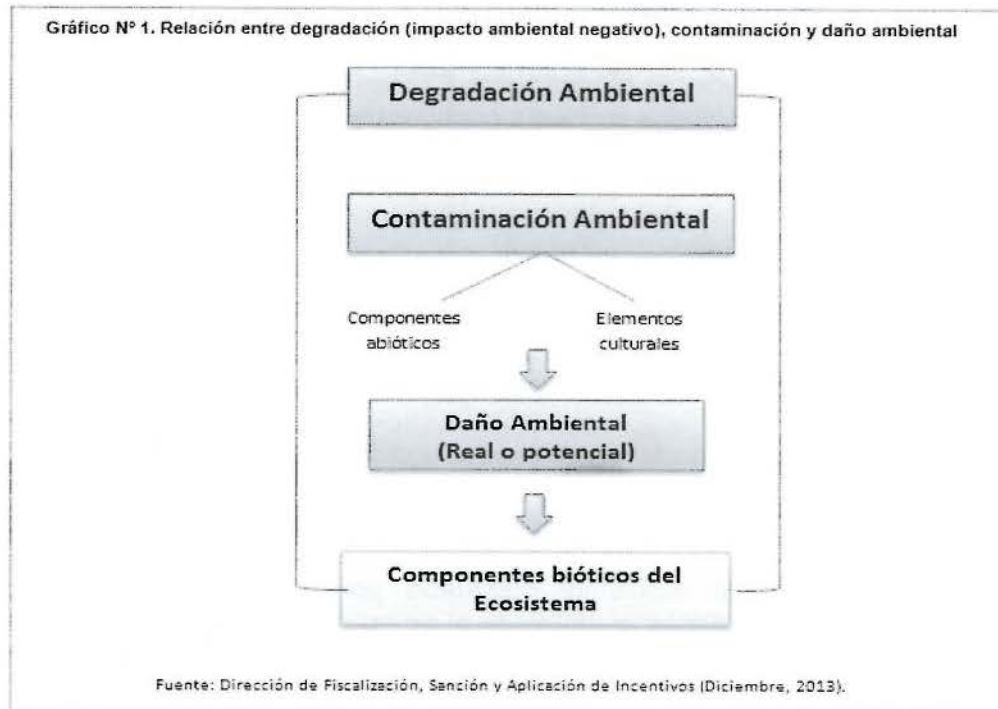 Gráfico Nº 1. Relación entre degradación (impacto ambiental negativo), contaminación y daño ambiental
Degradación Ambiental
Contaminación Ambiental
Componentes
abióticos
Elementos
culturales
Daño Ambiental
(Real o potencial)
Componentes bióticos del
Ecosistema
Fuente: Dirección de Fiscalización, Sanción y Aplicación de Incentivos (Diciembre, 2013).